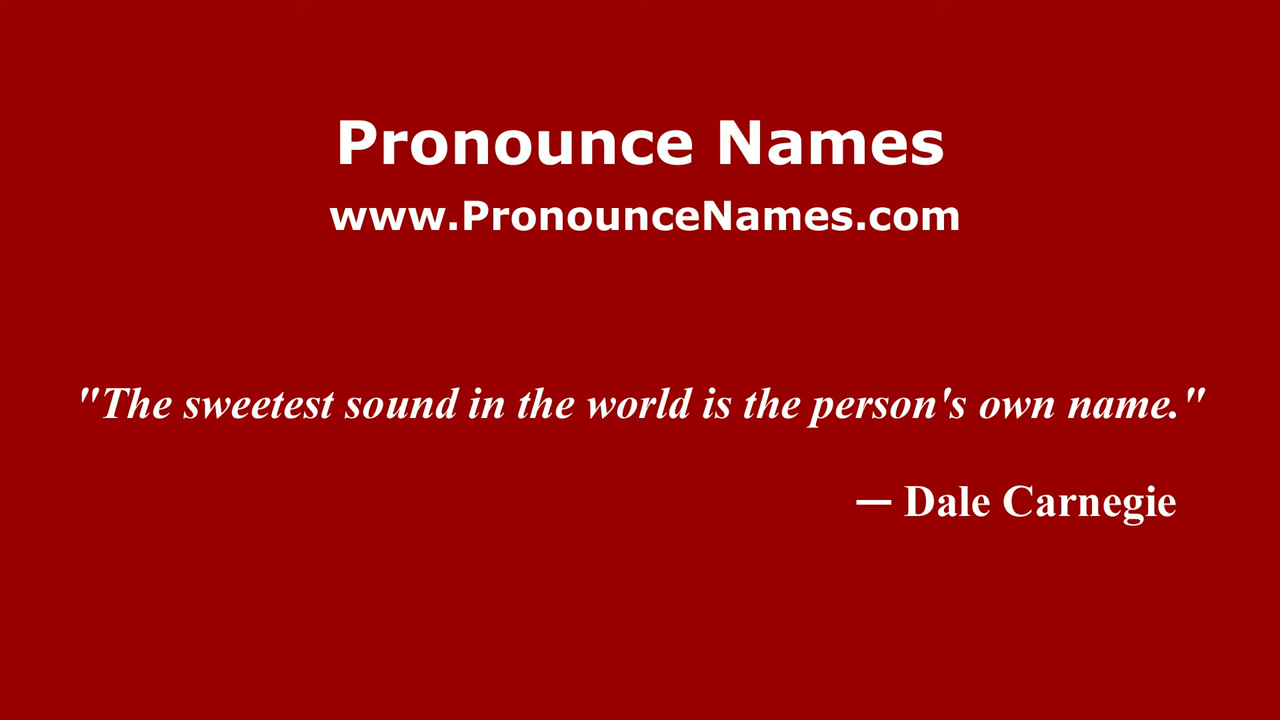 Pronounce Names
www.PronounceNames.com
"The sweetest sound in the world is the person's own name."
— Dale Carnegie